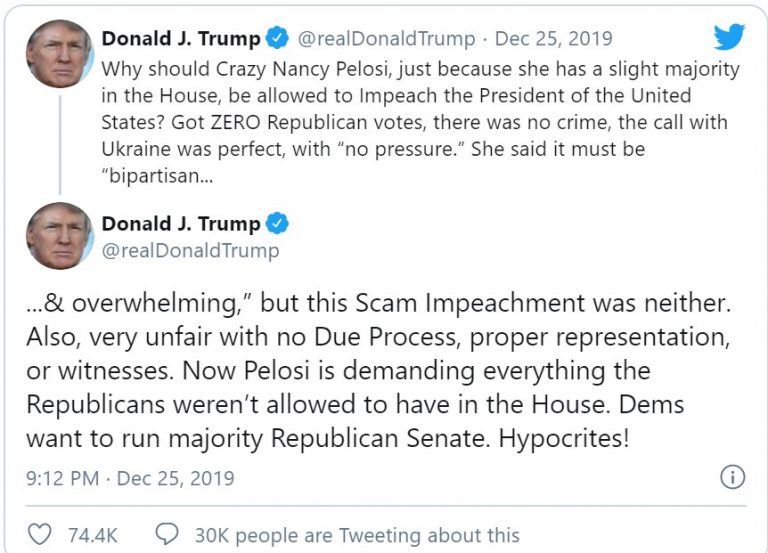 Donald J. Trump @realDonaldTrump · Dec 25, 2019
Why should Crazy Nancy Pelosi, just because she has a slight majority
in the House, be allowed to Impeach the President of the United
States? Got ZERO Republican votes, there was no crime, the call with
Ukraine was perfect, with “no pressure.” She said it must be
“bipartisan...
Donald J. Trump
@realDonaldTrump
...& overwhelming,” but this Scam Impeachment was neither.
Also, very unfair with no Due Process, proper representation,
or witnesses. Now Pelosi is demanding everything the
Republicans weren’t allowed to have in the House. Dems
want to run majority Republican Senate. Hypocrites!
9:12 PM · Dec 25, 2019
74.4K 30K people are Tweeting about this